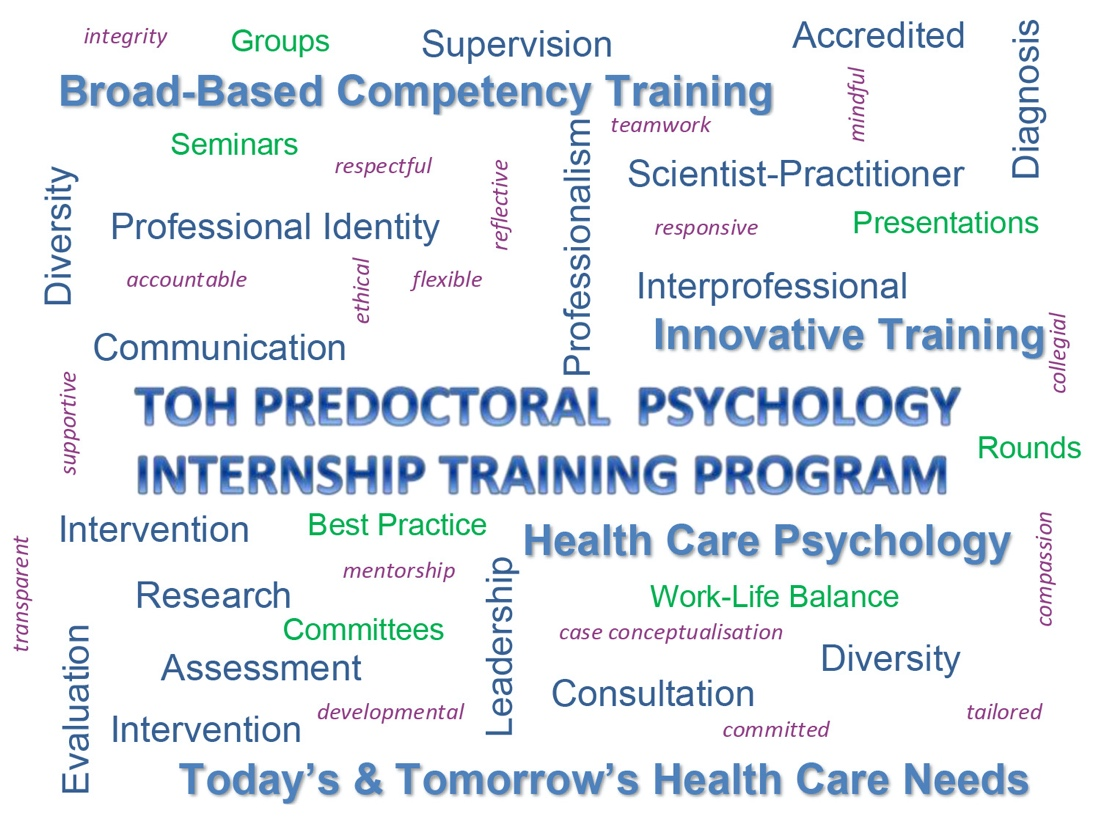 integrity
Groups
Supervision
Accredited
Diagnosis
Broad-Based Competency Training
mindful
teamwork
Seminars
respectful
reflective
Professionalism
Scientist-Practitioner
Diversity
Professional Identity
responsive
Presentations
accountable
ethical
flexible
Interprofessional
Innovative Training
collegial
Communication
supportive
TOH PREDOCTORAL PSYCHOLOGY
INTERNSHIP TRAINING PROGRAM
Rounds
Intervention
Best Practice
Health Care Psychology
compassion
transparent
mentorship
Leadership
Research
Work-Life Balance
Committees
case conceptualisation
Evaluation
Assessment
Diversity
Consultation
developmental
tailored
Intervention
committed
Today’s & Tomorrow’s Health Care Needs